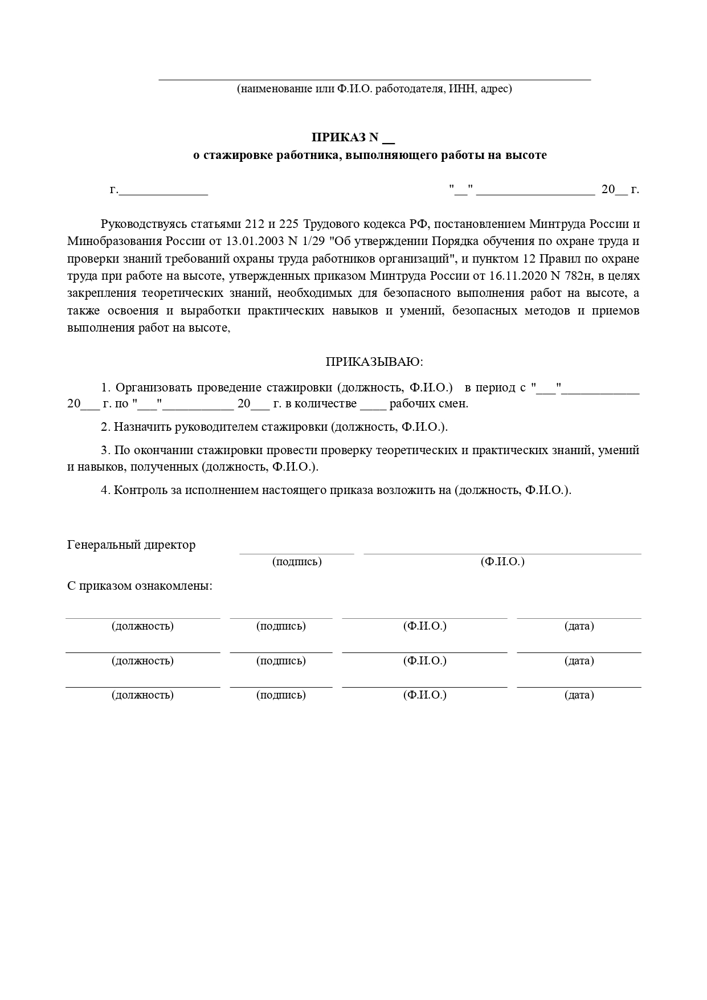 (наименование или Ф.И.О. работодателя, ИНН, адрес)
ПРИКАЗ N __
о стажировке работника, выполняющего работы на высоте
г.______________ "__" ___________________ 20__ г.
Руководствуясь статьями 212 и 225 Трудового кодекса РФ, постановлением Минтруда России и
Минобразования России от 13.01.2003 N 1/29 "Об утверждении Порядка обучения по охране труда и
проверки знаний требований охраны труда работников организаций", и пунктом 12 Правил по охране
труда при работе на высоте, утвержденных приказом Минтруда России от 16.11.2020 N 782н, в целях
закрепления теоретических знаний, необходимых для безопасного выполнения работ на высоте, а
также освоения и выработки практических навыков и умений, безопасных методов и приемов
выполнения работ на высоте,
ПРИКАЗЫВАЮ:
1. Организовать проведение стажировки (должность, Ф.И.О.) в период с "___"____________
20___ г. по "___"___________ 20___ г. в количестве ____ рабочих смен.
2. Назначить руководителем стажировки (должность, Ф.И.О.).
3. По окончании стажировки провести проверку теоретических и практических знаний, умений
и навыков, полученных (должность, Ф.И.О.).
4. Контроль за исполнением настоящего приказа возложить на (должность, Ф.И.О.).
Генеральный директор
(подпись) (Ф.И.О.)
С приказом ознакомлены:
(должность) (подпись) (Ф.И.О.) (дата)
(должность) (подпись) (Ф.И.О.) (дата)
(должность) (подпись) (Ф.И.О.) (дата)